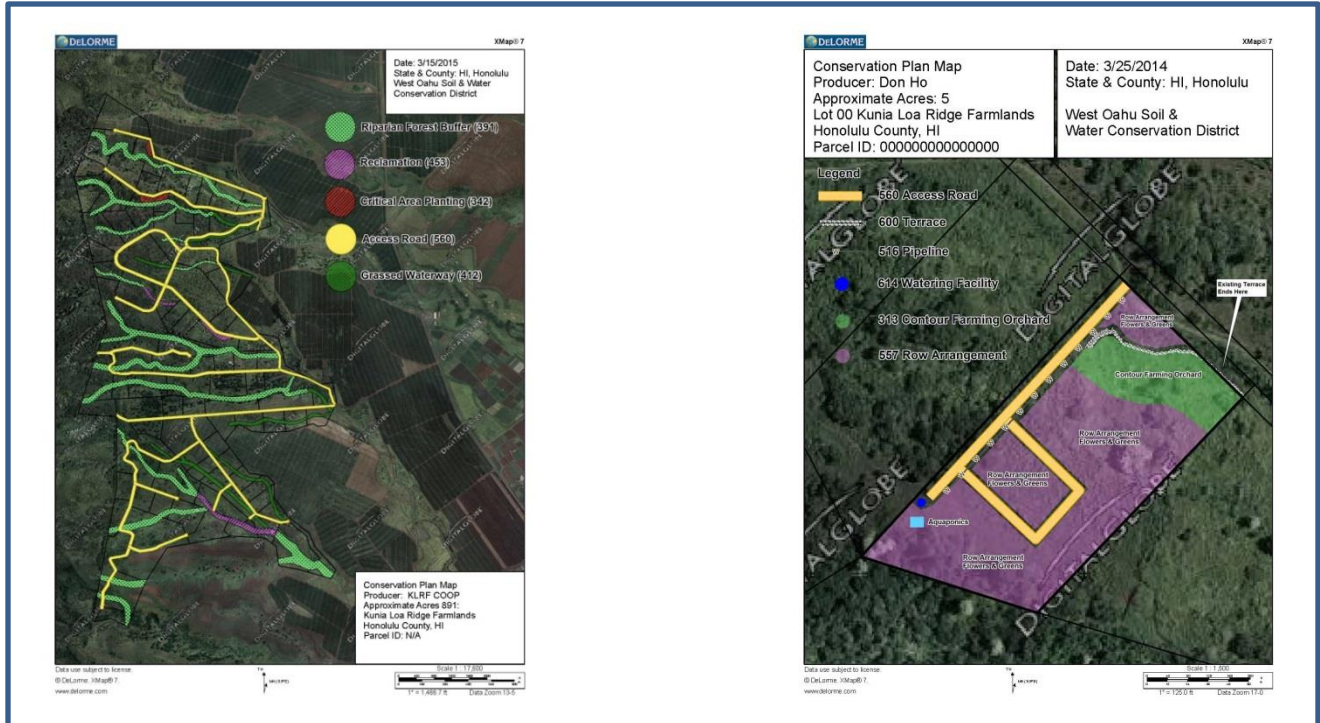 DELORME
XMap® 7
Date: 3/15/2015
State & County: HI, Honolulu
West Oahu Soil & Water
Conservation District
Riparian Forest Buffer (391)
Reclamation (453)
Critical Area Planting (342)
Access Road (560)
Grassed Waterway (412)
Conservation Plan Map
Producer: KLRF COOP
Approximate Acres 891:
Kunia Loa Ridge Farmlands
Honolulu County, HI
Parcel ID: N/A
Data use subject to license.
© DeLorme. XMap® 7.
www.delorme.com
Scale 1 : 17,600
1" = 1,466.7 ft
Data Zoom 13-5
DELORME
XMap® 7
Conservation Plan Map
Producer: Don Ho
Approximate Acres: 5
Lot 00 Kunia Loa Ridge Farmlands
Honolulu County, HI
Parcel ID: 000000000000000
Date: 3/25/2014
State & County: HI, Honolulu
West Oahu Soil &
Water Conservation District
Legend
560 Access Road
600 Terrace
516 Pipeline
614 Watering Facility
313 Contour Farming Orchard
557 Row Arrangement
Existing Terrace
Ends Here
Row Arrangement
Flowers & Greens
Contour Farming Orchard
Row Arrangement
Flowers & Greens
Row Arrangement
Flowers & Greens
Aquaponics
Row Arrangement
Flowers & Greens
DIGITALGLOBE
Data use subject to license.
© DeLorme. XMap® 7.
www.delorme.com
Scale 1 : 1,500
1" = 125.0 ft
Data Zoom 17-0